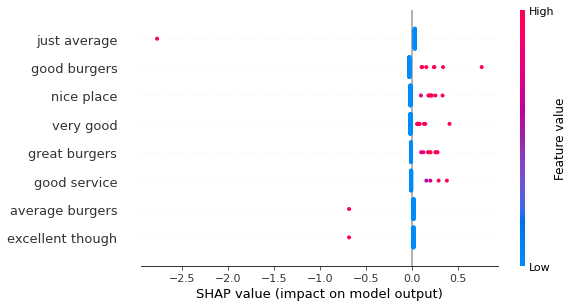 High
just average
good burgers
nice place
very good
great burgers
good service
average burgers
excellent though
Feature value
Low
−2.5 −2.0 −1.5 −1.0 −0.5 0.0 0.5
SHAP value (impact on model output)